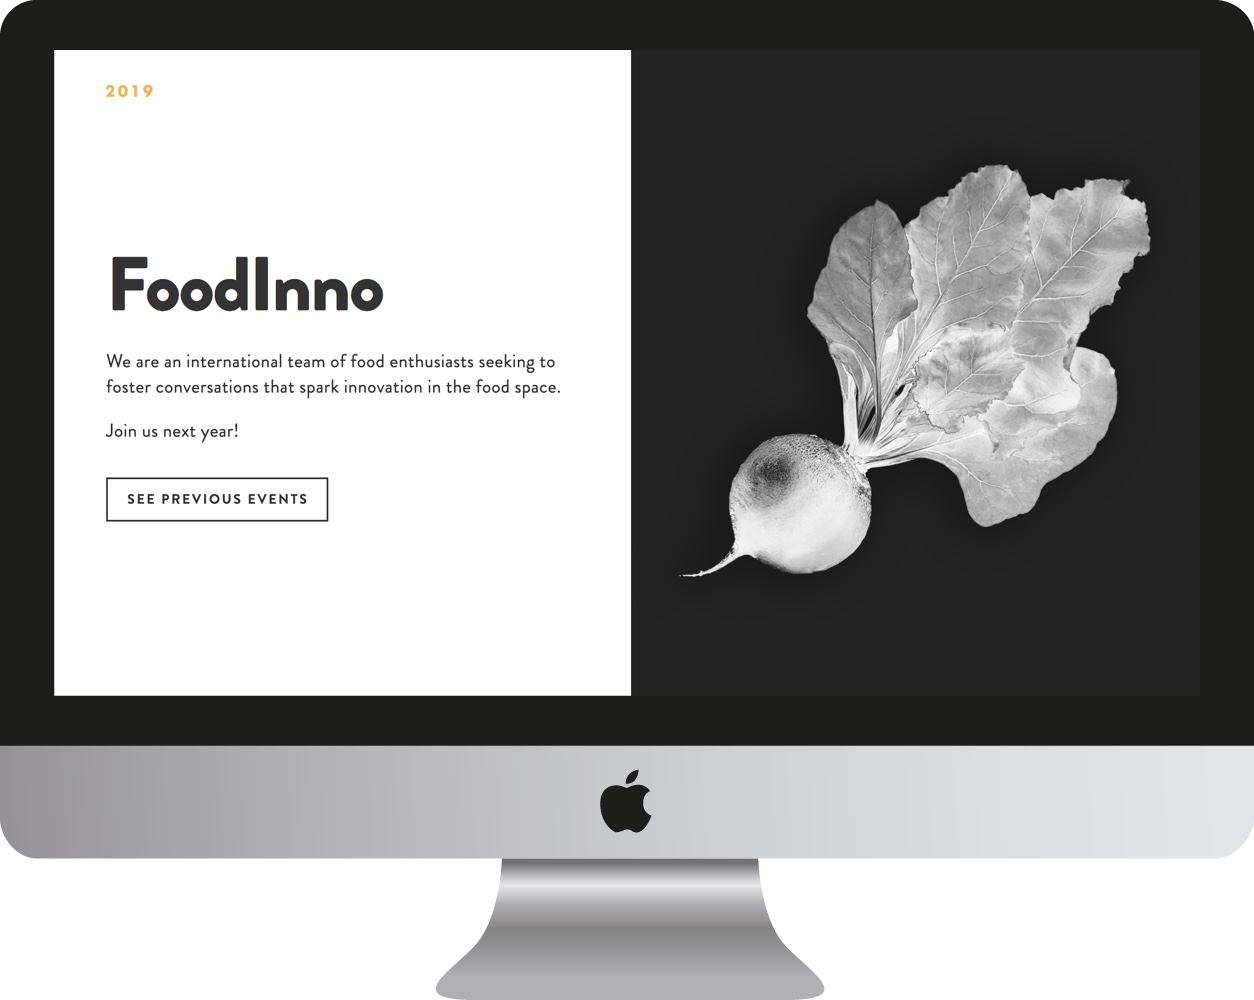 2019
FoodInno
We are an international team of food enthusiasts seeking to
foster conversations that spark innovation in the food space.
Join us next year!
SEE PREVIOUS EVENTS